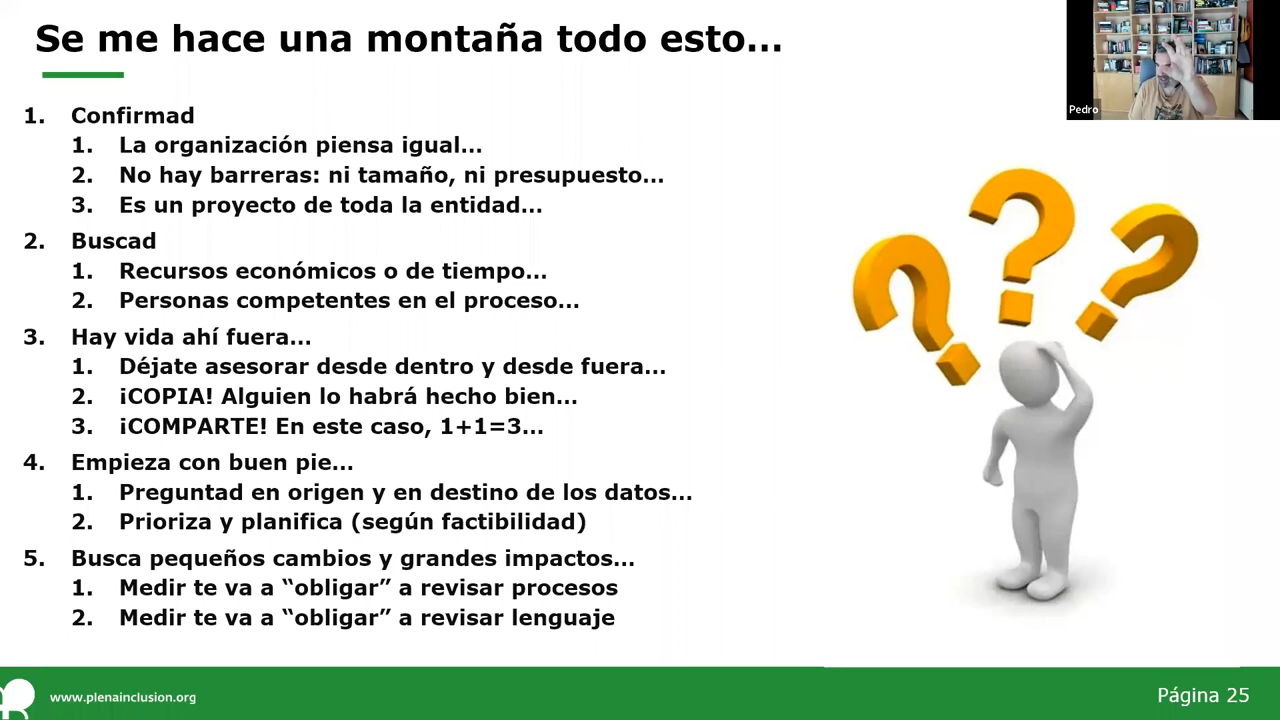 Se me hace una montaña todo esto...
Pedro
1. Confirmad
1. La organización piensa igual...
2. No hay barreras: ni tamaño, ni presupuesto...
3. Es un proyecto de toda la entidad...
2. Buscad
1. Recursos económicos o de tiempo...
2. Personas competentes en el proceso...
3. Hay vida ahí fuera...
1. Déjate asesorar desde dentro y desde fuera...
2. ¡COPIA! Alguien lo habrá hecho bien...
3. ¡COMPARTE! En este caso, 1+1=3...
4. Empieza con buen pie...
1. Preguntad en origen y en destino de los datos...
2. Prioriza y planifica (según factibilidad)
5. Busca pequeños cambios y grandes impactos...
1. Medir te va a “obligar” a revisar procesos
2. Medir te va a “obligar” a revisar lenguaje
www.plenainclusion.org
Página 25